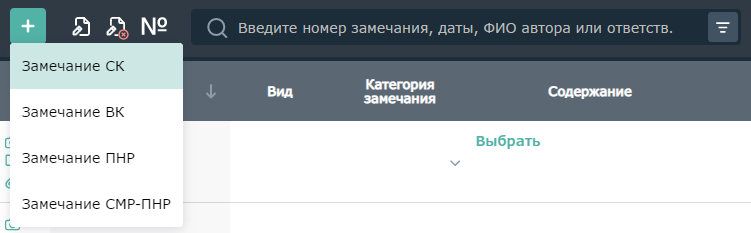 + № Введите номер замечания, даты, ФИО автора или ответств.
Замечание СК
Замечание ВК
Замечание ПНР
Замечание СМР-ПНР
Вид
Категория
замечания
Содержание
Выбрать